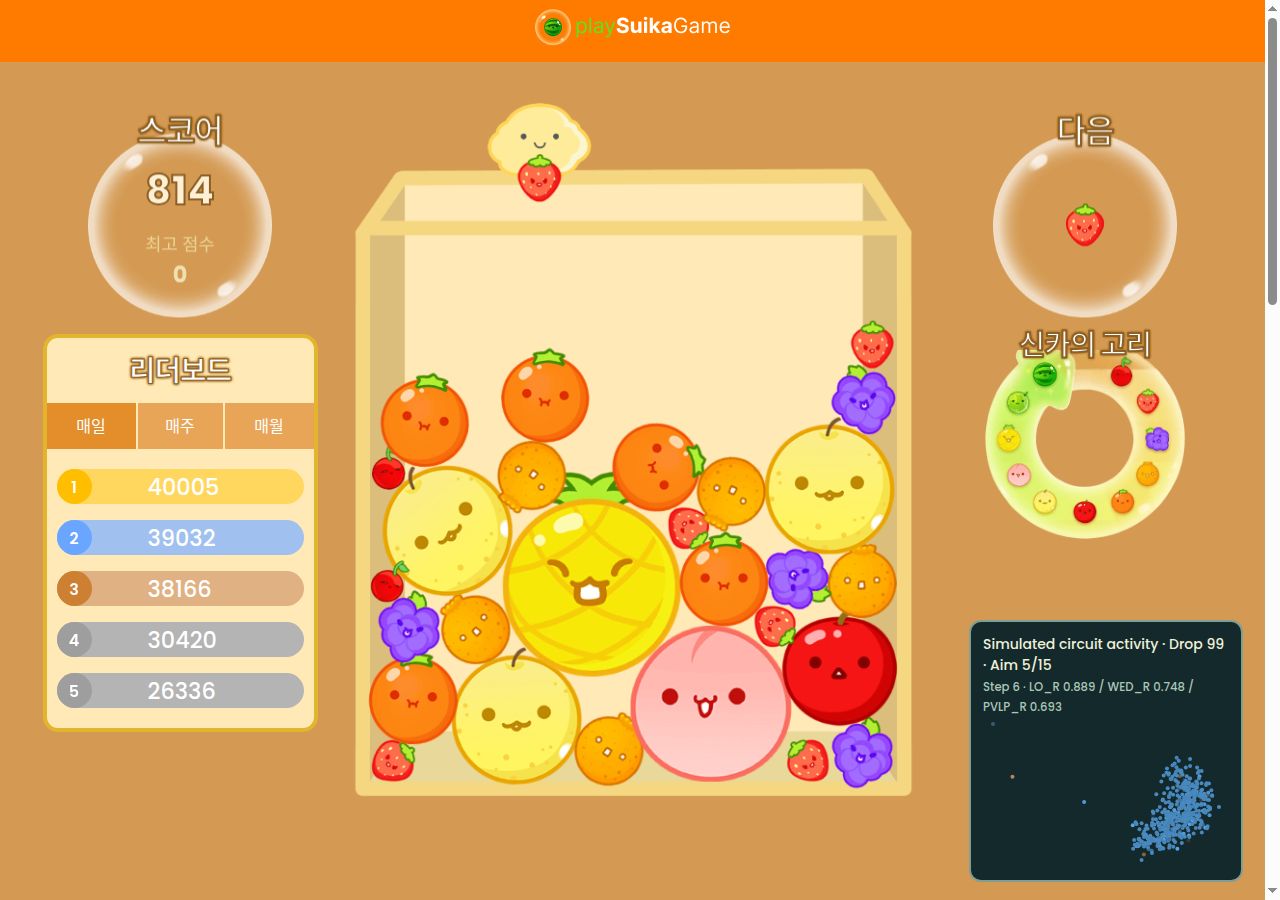 playSuikaGame
스코어
814
최고 점수
0
다음
신카의 고리
리더보드
매일
매주
매월
1 40005
2 39032
3 38166
4 30420
5 26336
Simulated circuit activity · Drop 99
· Aim 5/15
Step 6 · LO_R 0.889 / WED_R 0.748 /
PVLP_R 0.693